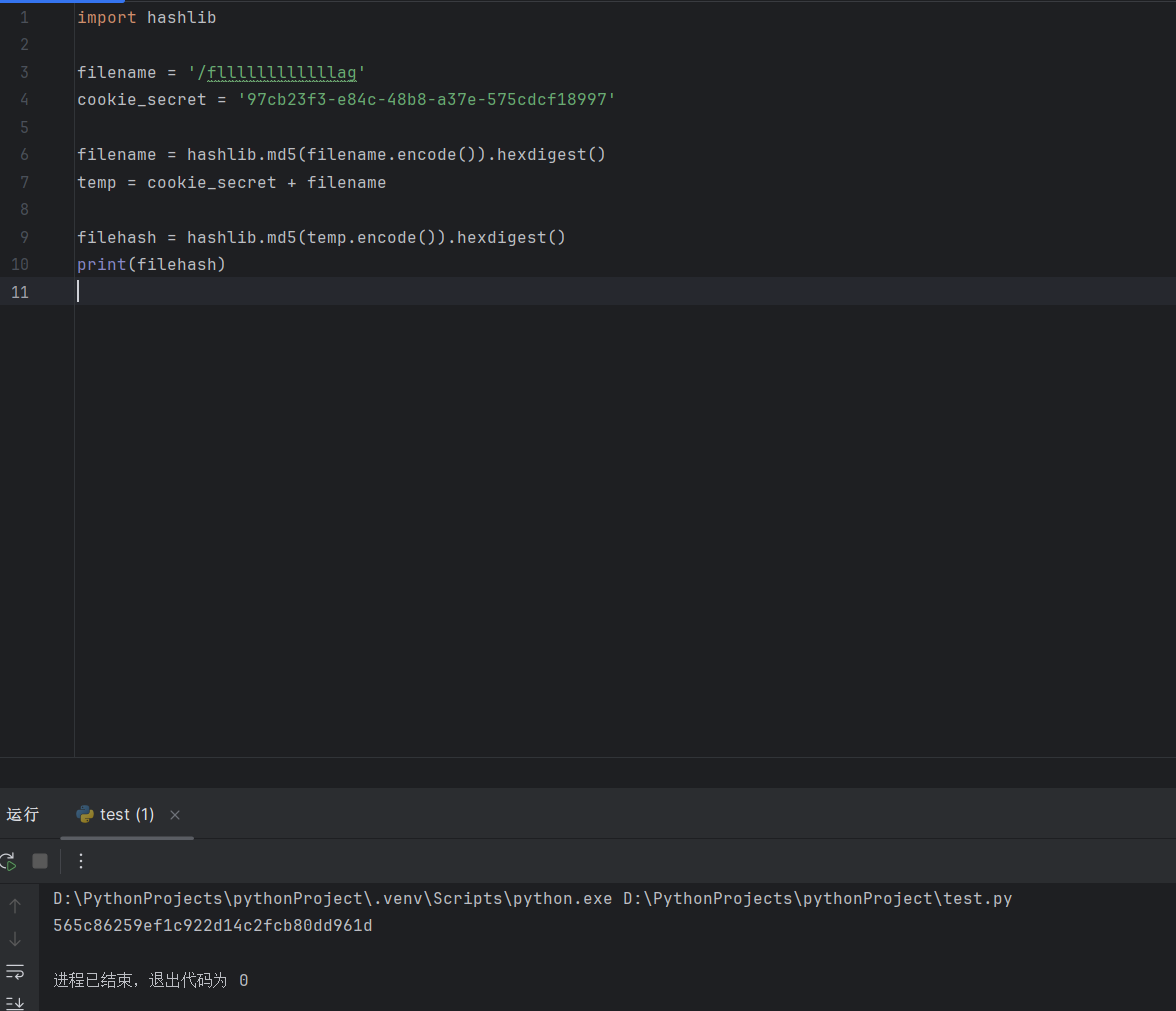 1 import hashlib
2
3 filename = '/fllllllllllllag'
4 cookie_secret = '97cb23f3-e84c-48b8-a37e-575cdcf18997'
5
6 filename = hashlib.md5(filename.encode()).hexdigest()
7 temp = cookie_secret + filename
8
9 filehash = hashlib.md5(temp.encode()).hexdigest()
10 print(filehash)
11
运行 test (1)
D:\PythonProjects\pythonProject\.venv\Scripts\python.exe D:\PythonProjects\pythonProject\test.py
565c86259ef1c922d14c2fcb80dd961d
进程已结束，退出代码为 0